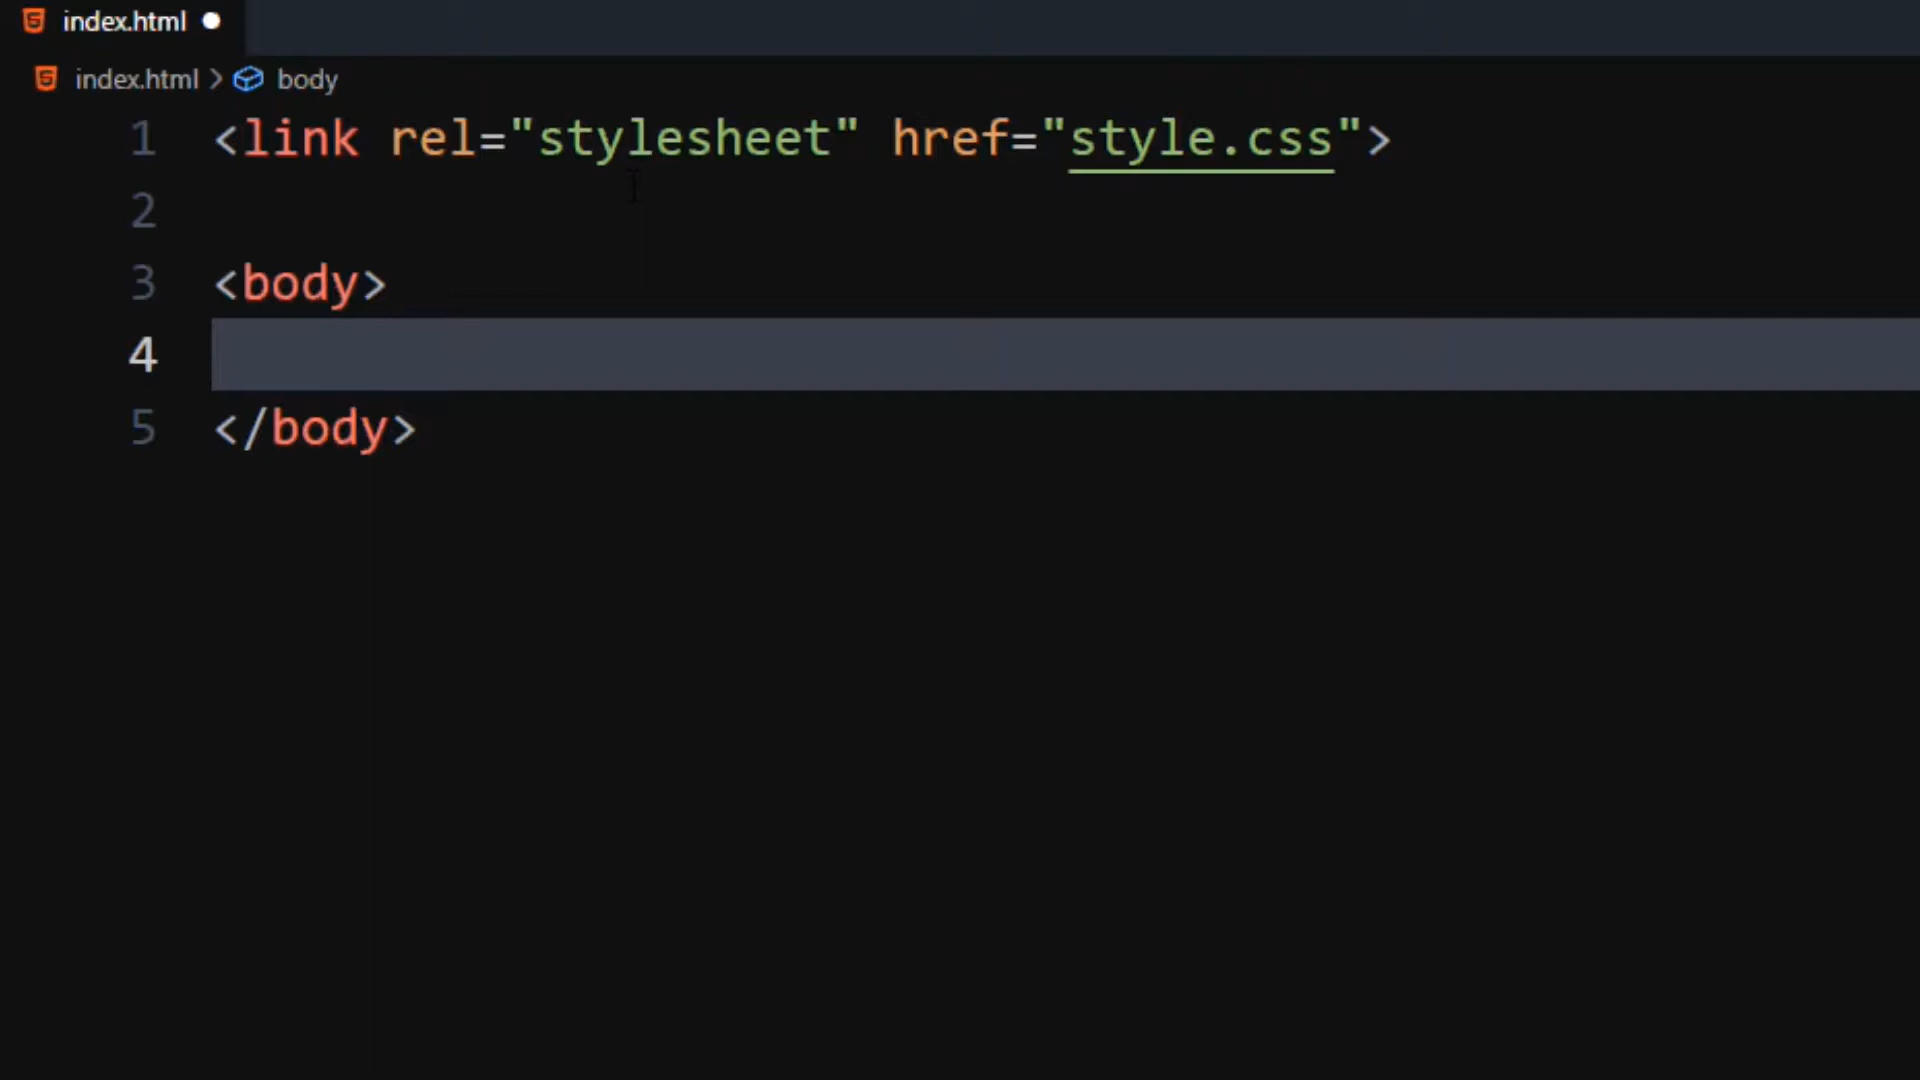 index.html
index.html > body
1 <link rel="stylesheet" href="style.css">
2
3 <body>
4
5 </body>